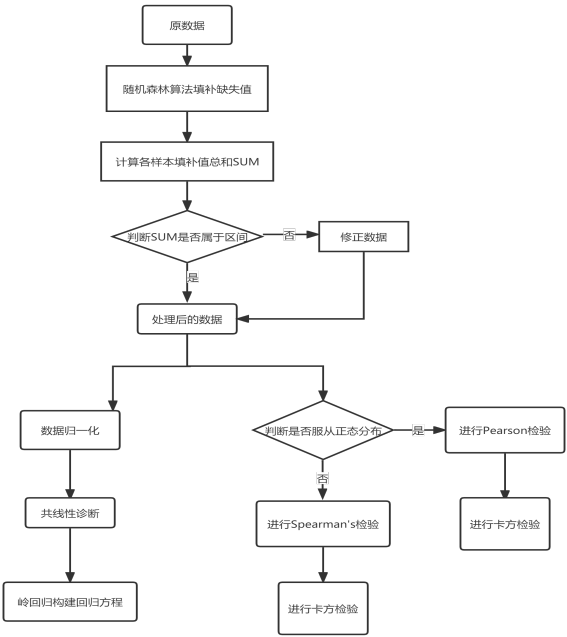 原数据
随机森林算法填补缺失值
计算各样本填补值总和SUM
判断SUM是否属于区间
否
修正数据
是
处理后的数据
数据归一化
判断是否服从正态分布
是
进行Pearson检验
共线性诊断
否
进行Spearman's检验
进行卡方检验
岭回归构建回归方程
进行卡方检验